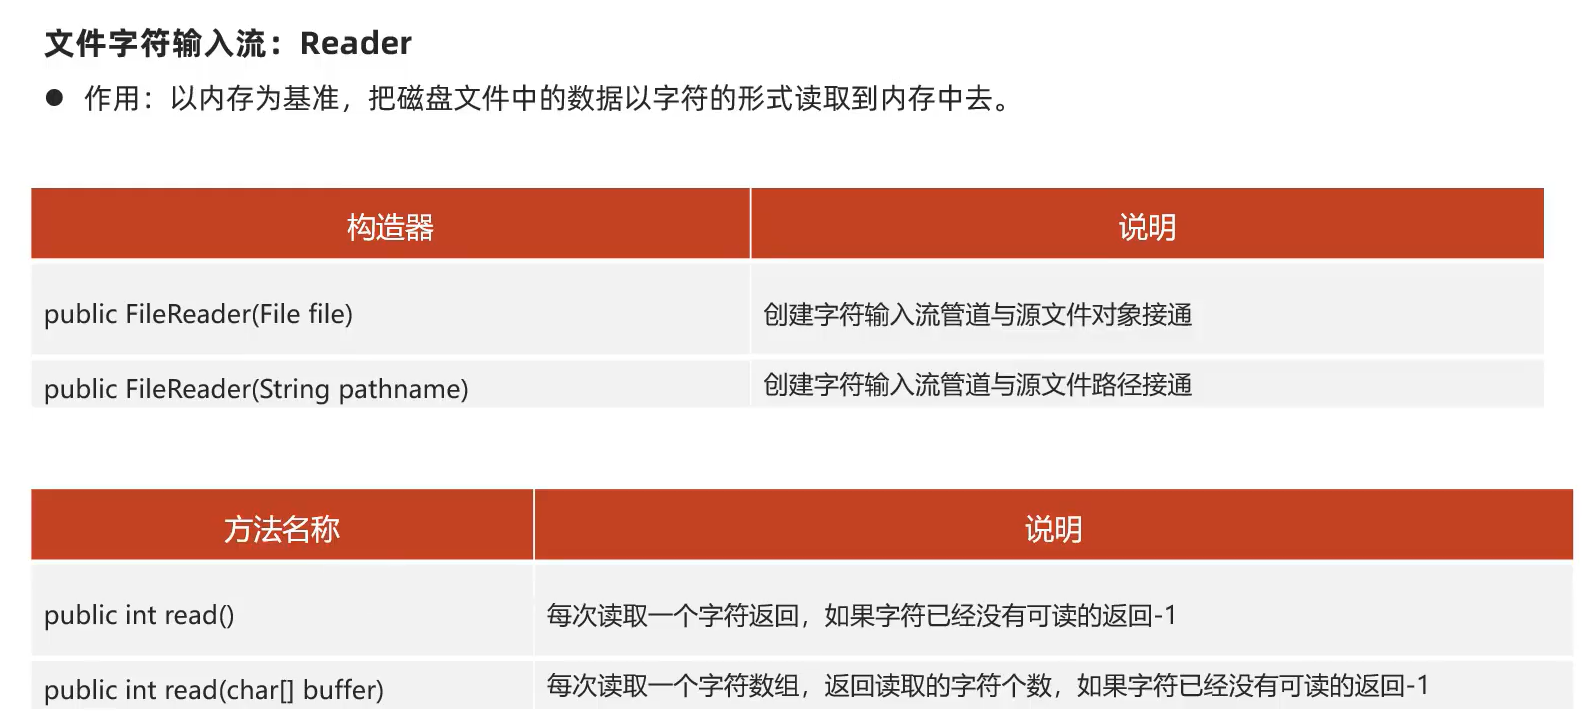 文件字符输入流：Reader
● 作用：以内存为基准，把磁盘文件中的数据以字符的形式读取到内存中去。
构造器 说明
public FileReader(File file) 创建字符输入流管道与源文件对象接通
public FileReader(String pathname) 创建字符输入流管道与源文件路径接通
方法名称 说明
public int read() 每次读取一个字符返回，如果字符已经没有可读的返回-1
public int read(char[] buffer) 每次读取一个字符数组，返回读取的字符个数，如果字符已经没有可读的返回-1